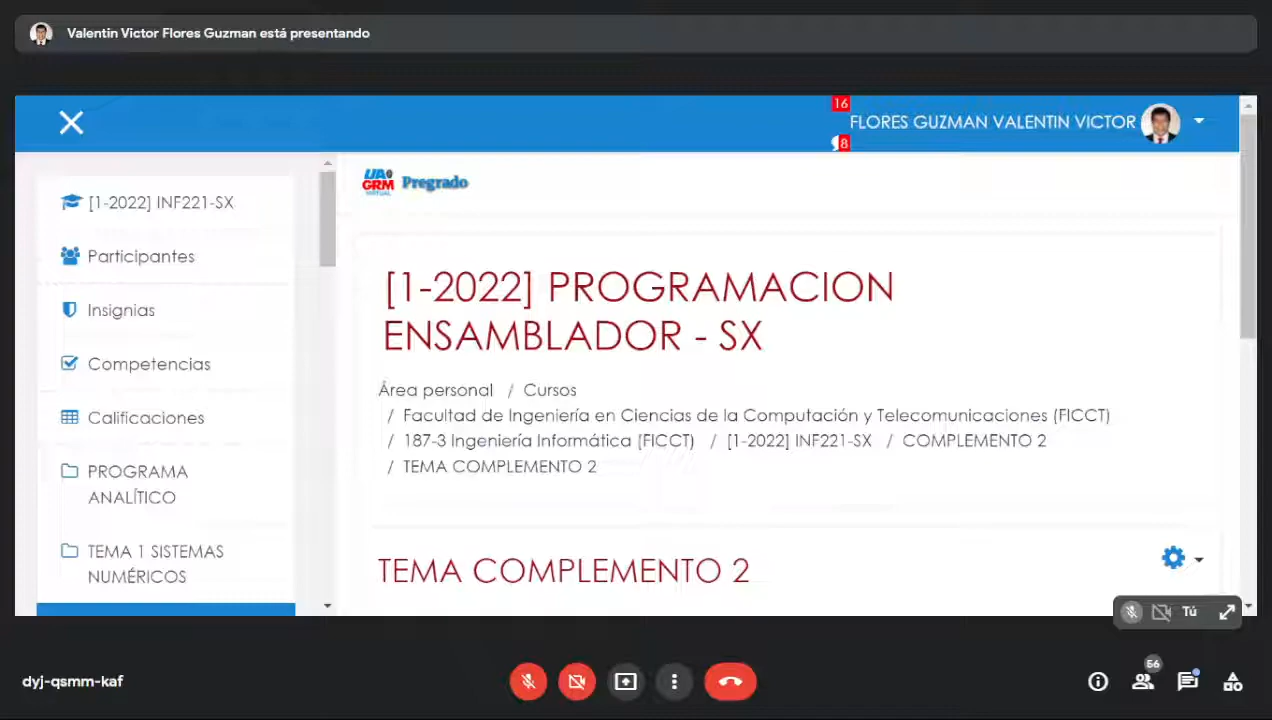 Valentin Victor Flores Guzman está presentando
16
FLORES GUZMAN VALENTIN VICTOR
8
[1-2022] INF221-SX
Participantes
Insignias
Competencias
Calificaciones
PROGRAMA
ANALÍTICO
TEMA 1 SISTEMAS
NUMÉRICOS
UAGRM
VIRTUAL
Pregrado
[1-2022] PROGRAMACION
ENSAMBLADOR - SX
Área personal / Cursos
/ Facultad de Ingeniería en Ciencias de la Computación y Telecomunicaciones (FICCT)
/ 187-3 Ingeniería Informática (FICCT) / [1-2022] INF221-SX / COMPLEMENTO 2
/ TEMA COMPLEMENTO 2
TEMA COMPLEMENTO 2
Tú
dyj-qsmm-kaf
56